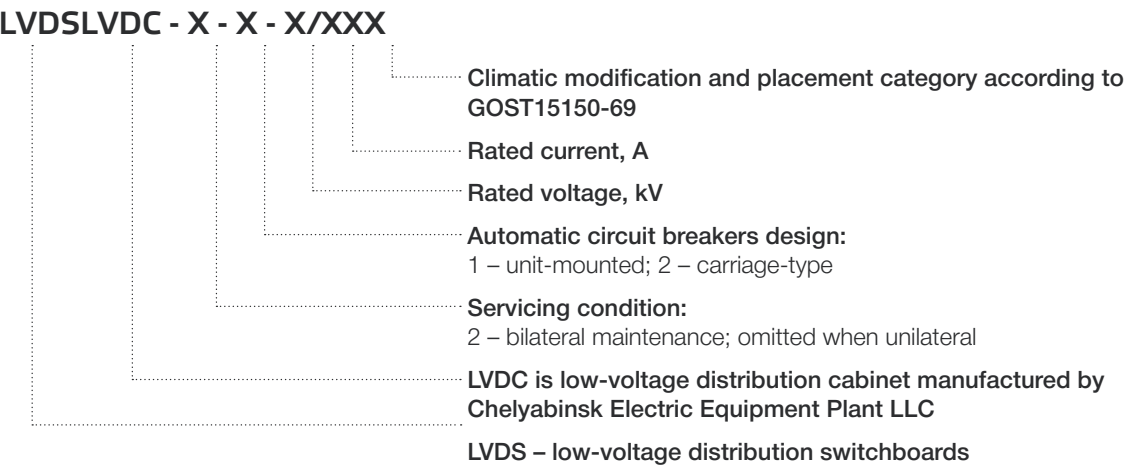 LVDSLVDC - X - X - X/XXX
Climatic modification and placement category according to
GOST15150-69
Rated current, A
Rated voltage, kV
Automatic circuit breakers design:
1 – unit-mounted; 2 – carriage-type
Servicing condition:
2 – bilateral maintenance; omitted when unilateral
LVDC is low-voltage distribution cabinet manufactured by
Chelyabinsk Electric Equipment Plant LLC
LVDS – low-voltage distribution switchboards